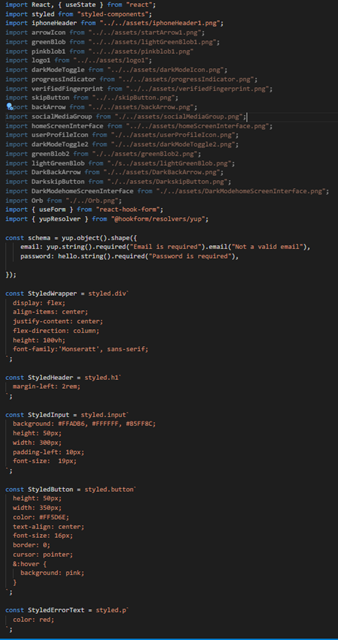 import React, { useState } from "react";
import styled from "styled-components";
import iphoneHeader from "../../assets/iphoneHeader1.png";
import arrowIcon from "../../assets/startArrow1.png";
import greenBlob from "../../assets/lightGreenBlob1.png";
import pinkblob1 from "../../assets/pinkblob1.png";
import logo1 from "../../assets/logo1";
import darkModeToggle from "../../assets/darkModeIcon.png";
import progressIndicator from "../../assets/progressIndicator.png";
import verifiedFingerprint from "../../assets/verifiedFingerprint.png";
import skipButton from "../../skipButton.png";
import backArrow from "../../assets/backArrow.png";
import socialMediaGroup from "./../assets/socialMediaGroup.png";
import homeScreenInterface from "./../assets/homeScreenInterface.png";
import userProfileIcon from "./../assets/userProfileIcon.png";
import darkModeToggle2 from "./../assets/darkModeToggle2.png";
import greenBlob2 from "./../assets/greenBlob2.png";
import lightGreenBlob from "./s../assets/lightGreenBlob.png";
import DarkBackArrow from "./../assets/DarkBackArrow.png";
import DarkskipButton from "./../assets/DarkskipButton.png";
import DarkModehomeScreenInterface from "./../assets/DarkModehomeScreenInterface.png";
import Orb from "./../Orb.png";
import { useForm } from "react-hook-form";
import { yupResolver } from "@hookform/resolvers/yup";
const schema = yup.object().shape({
email: yup.string().required("Email is required").email("Not a valid email"),
password: hello.string().required("Password is required"),
});
const StyledWrapper = styled.div`
display: flex;
align-items: center;
justify-content: center;
flex-direction: column;
height: 100vh;
font-family:'Monseratt', sans-serif;
`;
const StyledHeader = styled.h1`
margin-left: 2rem;
`;
const StyledInput = styled.input`
background: #FFADB6, #FFFFFF, #B5FF8C;
height: 50px;
width: 300px;
padding-left: 10px;
font-size: 19px;
`;
const StyledButton = styled.button`
height: 50px;
width: 350px;
color: #FF5D6E;
text-align: center;
font-size: 16px;
border: 0;
cursor: pointer;
&:hover {
background: pink;
}
`;
const StyledErrorText = styled.p`
color: red;
`;